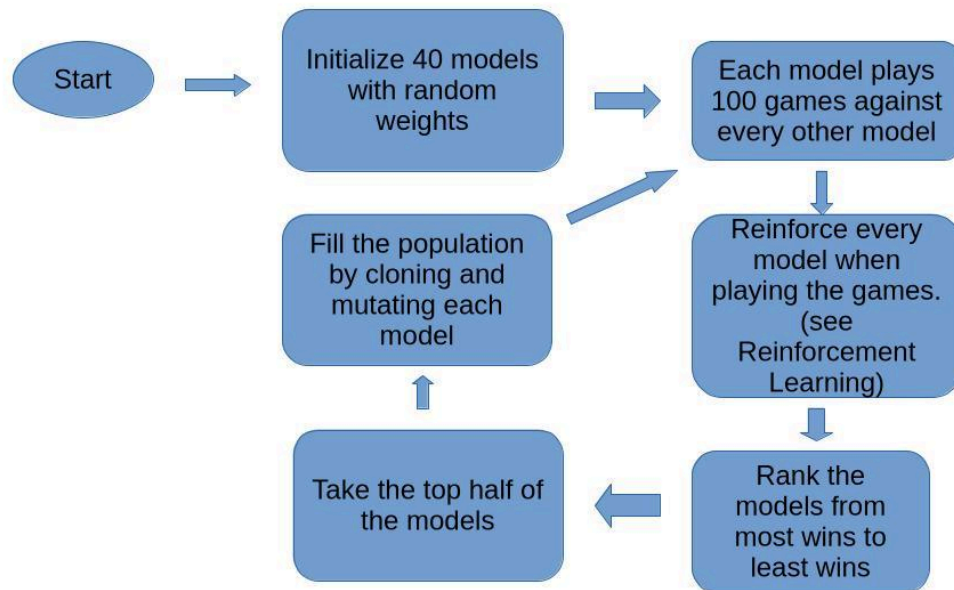 Start
Initialize 40 models
with random
weights
Each model plays
100 games against
every other model
Reinforce every
model when
playing the games.
(see
Reinforcement
Learning)
Rank the
models from
most wins to
least wins
Take the top half of
the models
Fill the population
by cloning and
mutating each
model